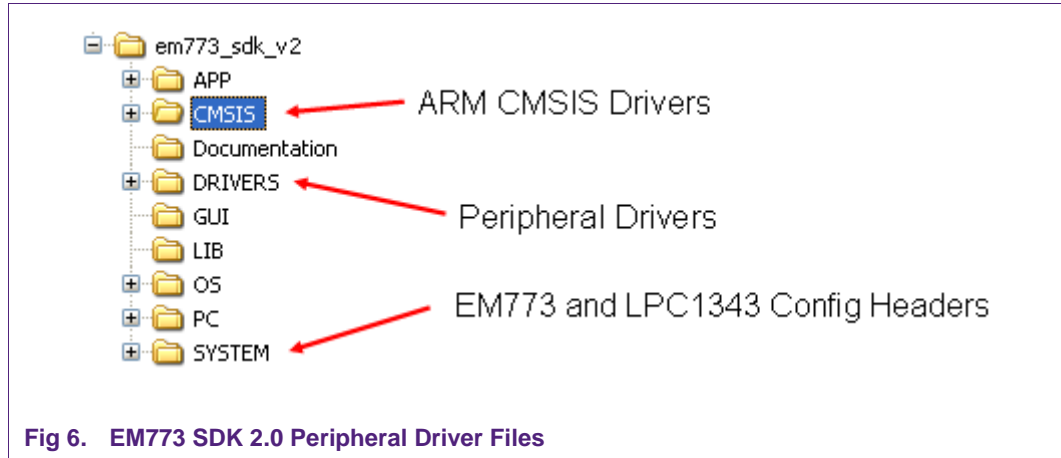 em773_sdk_v2
APP
CMSIS
ARM CMSIS Drivers
Documentation
DRIVERS
Peripheral Drivers
GUI
LIB
OS
EM773 and LPC1343 Config Headers
PC
SYSTEM
Fig 6. EM773 SDK 2.0 Peripheral Driver Files